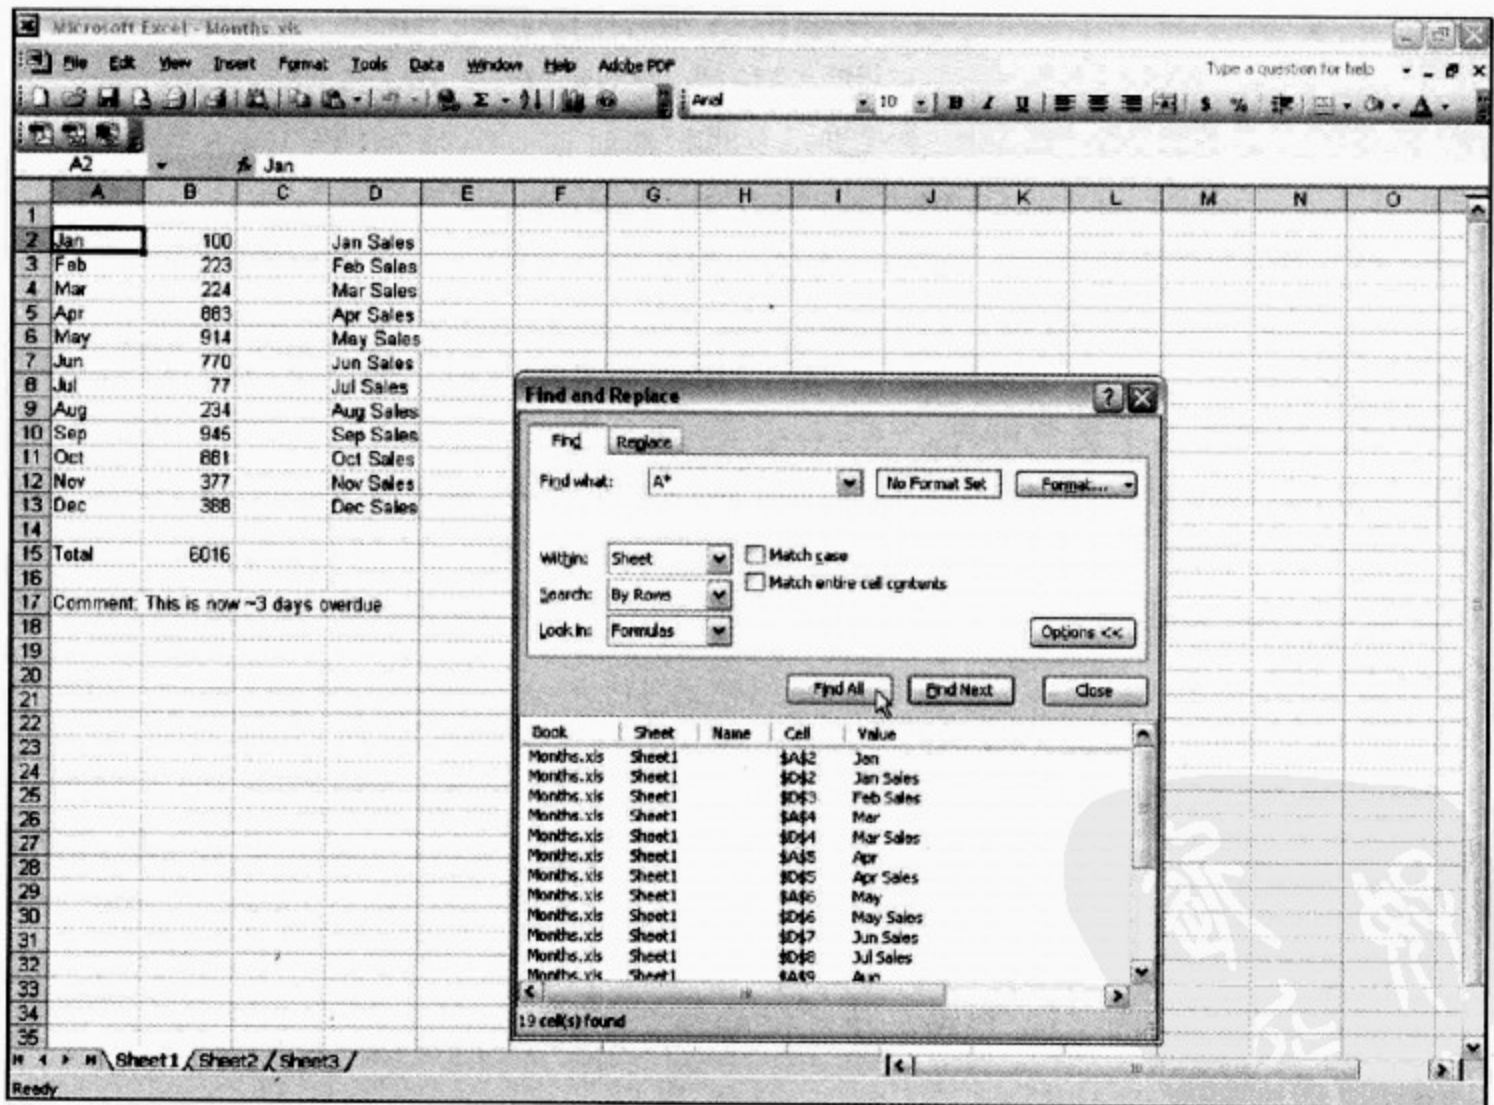 Microsoft Excel - Months.xls
File Edit View Insert Format Tools Data Window Help Adobe PDF Type a question for help
Arial 10 B I U $ %
A2 fx Jan
A B C D E F G H I J K L M N O
1
2 Jan 100 Jan Sales
3 Feb 223 Feb Sales
4 Mar 224 Mar Sales
5 Apr 883 Apr Sales
6 May 914 May Sales
7 Jun 770 Jun Sales
8 Jul 77 Jul Sales
9 Aug 234 Aug Sales
10 Sep 945 Sep Sales
11 Oct 881 Oct Sales
12 Nov 377 Nov Sales
13 Dec 388 Dec Sales
14
15 Total 6016
16
17 Comment: This is now ~3 days overdue
18
19
20
21
22
23
24
25
26
27
28
29
30
31
32
33
34
35
Find and Replace
Find Replace
Find what: A* No Format Set Format...
Within: Sheet Match case
Match entire cell contents
Search: By Rows
Look in: Formulas Options <<
Find All Find Next Close
Book Sheet Name Cell Value
Months.xls Sheet1 $A$2 Jan
Months.xls Sheet1 $D$2 Jan Sales
Months.xls Sheet1 $D$3 Feb Sales
Months.xls Sheet1 $A$4 Mar
Months.xls Sheet1 $D$4 Mar Sales
Months.xls Sheet1 $A$5 Apr
Months.xls Sheet1 $D$5 Apr Sales
Months.xls Sheet1 $A$6 May
Months.xls Sheet1 $D$6 May Sales
Months.xls Sheet1 $D$7 Jun Sales
Months.xls Sheet1 $D$8 Jul Sales
Months.xls Sheet1 $A$9 Aug
19 cell(s) found
Sheet1 Sheet2 Sheet3
Ready